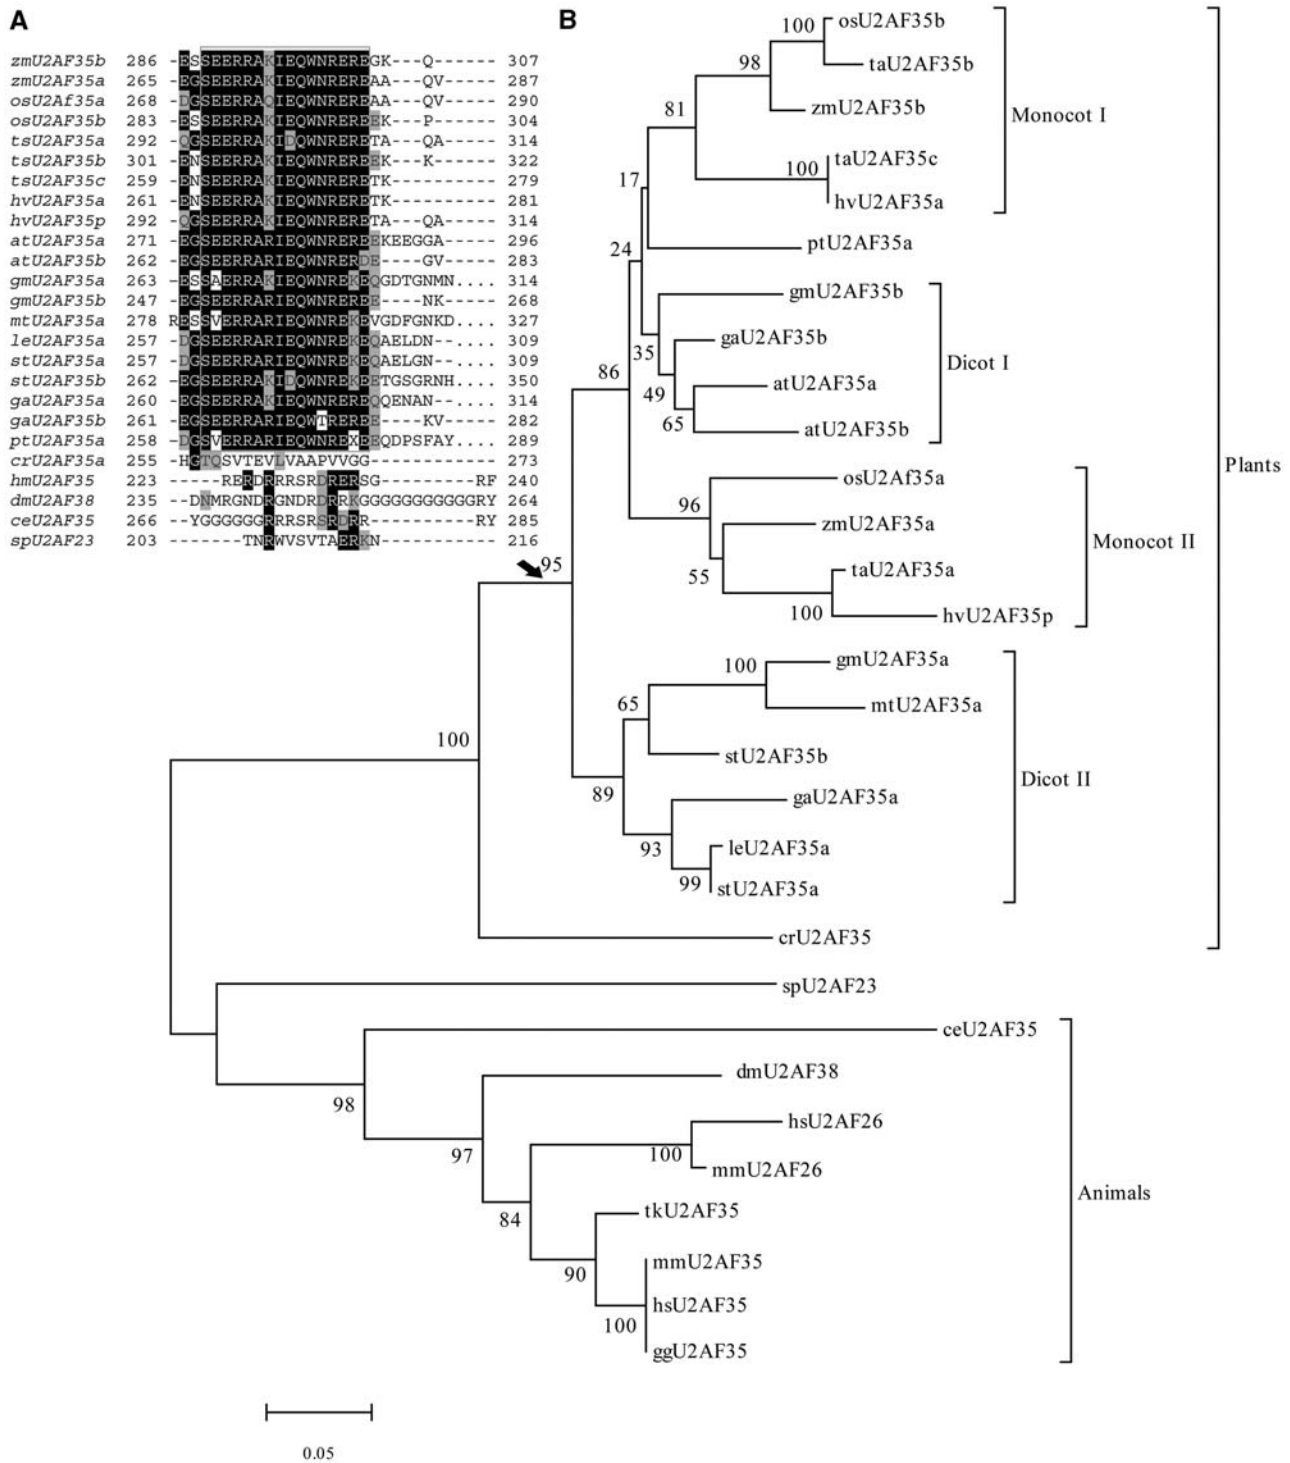 A
zmU2AF35b 286 -ESSEERRAKIEQWNREREGK---Q------- 307
zmU2AF35a 265 -EGSEERRAKIEQWNREREAA---QV------ 287
osU2Af35a 268 -DGSEERRAQIEQWNREREAA---QV------ 290
osU2AF35b 283 -ESSEERRAKIEQWNREREEK---P------- 304
tsU2AF35a 292 -QGSEERRAKIDQWNRERETA---QA------ 314
tsU2AF35b 301 -ENSEERRAKIEQWNREREEK---K------- 322
tsU2AF35c 259 -ENSEERRAKIEQWNRERETK----------- 279
hvU2AF35a 261 -ENSEERRAKIEQWNRERETK----------- 281
hvU2AF35p 292 -QGSEERRAKIEQWNRERETA---QA------ 314
atU2AF35a 271 -EGSEERRARIEQWNREREEKEEGGA------ 296
atU2AF35b 262 -EGSEERRARIEQWNRERDE----GV------ 283
gmU2AF35a 263 -ESSAERRAKIEQWNREKEQGDTGNMN.... 314
gmU2AF35b 247 -EGSEERRARIEQWNREREE----NK------ 268
mtU2AF35a 278 RESSVERRARIEQWNREKEVGDFGNKD.... 327
leU2AF35a 257 -DGSEERRARIEQWNREKEQAELDN--.... 309
stU2AF35a 257 -DGSEERRARIEQWNREKEQAELGN--.... 309
stU2AF35b 262 -EGSEERRAKIDQWNREKEETGSGRNH.... 350
gaU2AF35a 260 -EGSEERRAKIEQWNREREQQENAN--.... 314
gaU2AF35b 261 -EGSEERRARIEQWTREREE----KV------ 282
ptU2AF35a 258 -DGSVERRARIEQWNREXEEQDPSFAY.... 289
crU2AF35a 255 -HGTQSVTEVLVAAPVVGG------------ 273
hmU2AF35 223 -----RERDRRRSRDRERSG---------RF 240
dmU2AF38 235 --DNMRGNDRGNDRDRRKGGGGGGGGGGGRY 264
ceU2AF35 266 --YGGGGGGRRRSRSRDRR----------RY 285
spU2AF23 203 -------TNRWVSVTAERKN----------- 216
B
100
osU2AF35b
taU2AF35b
98
zmU2AF35b
81
Monocot I
100
taU2AF35c
hvU2AF35a
17
ptU2AF35a
24
gmU2AF35b
gaU2AF35b
35
Dicot I
86
49
atU2AF35a
65
atU2AF35b
Plants
osU2Af35a
96
zmU2AF35a
Monocot II
95
55
taU2AF35a
100
hvU2AF35p
100
gmU2AF35a
mtU2AF35a
65
stU2AF35b
100
Dicot II
89
gaU2AF35a
93
leU2AF35a
99
stU2AF35a
crU2AF35
spU2AF23
ceU2AF35
dmU2AF38
98
hsU2AF26
97
100
mmU2AF26
Animals
tkU2AF35
84
mmU2AF35
90
hsU2AF35
100
ggU2AF35
0.05